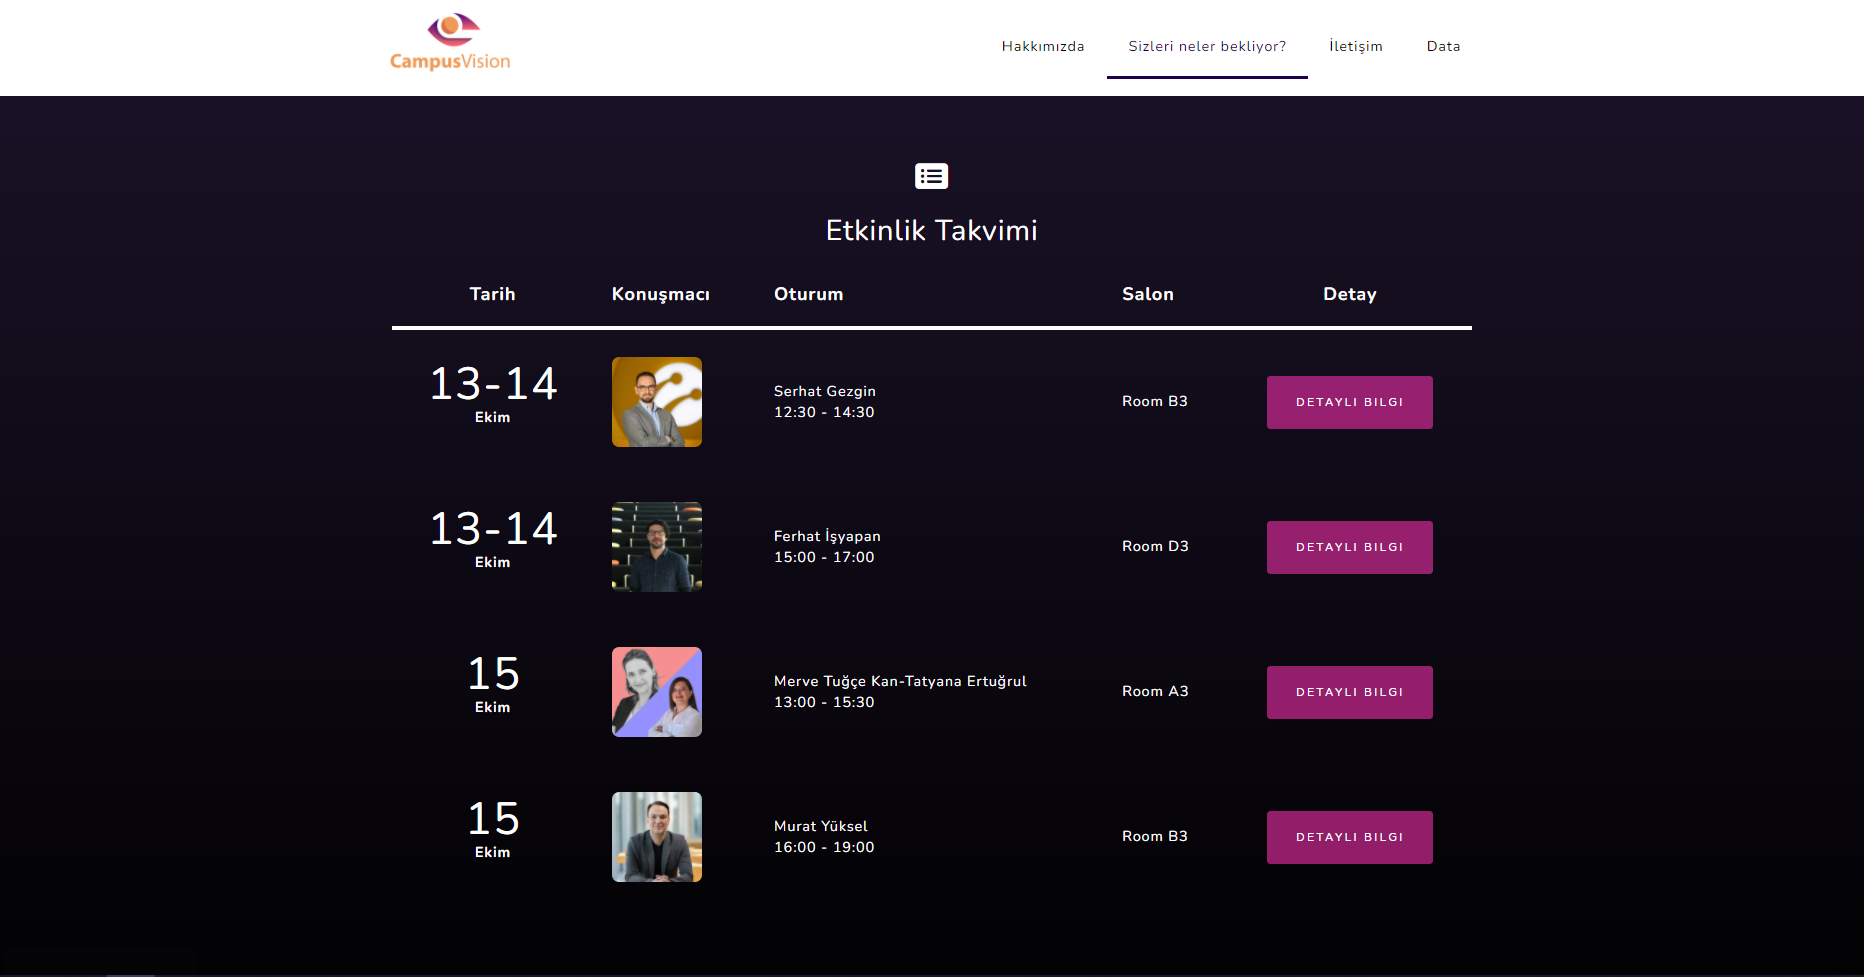 CampusVision
Hakkımızda
Sizleri neler bekliyor?
İletişim
Data
Etkinlik Takvimi
Tarih Konuşmacı Oturum Salon Detay
13-14
Ekim
Serhat Gezgin
12:30 - 14:30
Room B3
DETAYLI BILGI
13-14
Ekim
Ferhat İşyapan
15:00 - 17:00
Room D3
DETAYLI BILGI
15
Ekim
Merve Tuğçe Kan-Tatyana Ertuğrul
13:00 - 15:30
Room A3
DETAYLI BILGI
15
Ekim
Murat Yüksel
16:00 - 19:00
Room B3
DETAYLI BILGI